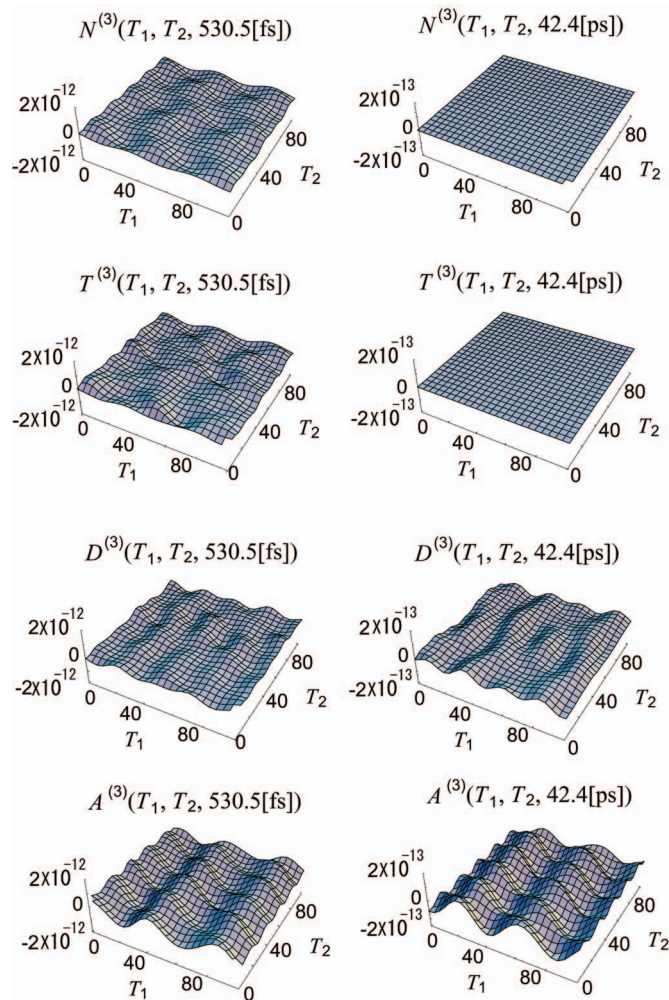 N(3)(T1, T2, 530.5[fs]) N(3)(T1, T2, 42.4[ps])
2X10-12 2X10-13
0 0
-2X10-12 -2X10-13
0 40 80 0 40 80
T1 T1
0 40 80 0 40 80
T2 T2
T(3)(T1, T2, 530.5[fs]) T(3)(T1, T2, 42.4[ps])
2X10-12 2X10-13
0 0
-2X10-12 -2X10-13
0 40 80 0 40 80
T1 T1
0 40 80 0 40 80
T2 T2
D(3)(T1, T2, 530.5[fs]) D(3)(T1, T2, 42.4[ps])
2X10-12 2X10-13
0 0
-2X10-12 -2X10-13
0 40 80 0 40 80
T1 T1
0 40 80 0 40 80
T2 T2
A(3)(T1, T2, 530.5[fs]) A(3)(T1, T2, 42.4[ps])
2X10-12 2X10-13
0 0
-2X10-12 -2X10-13
0 40 80 0 40 80
T1 T1
0 40 80 0 40 80
T2 T2